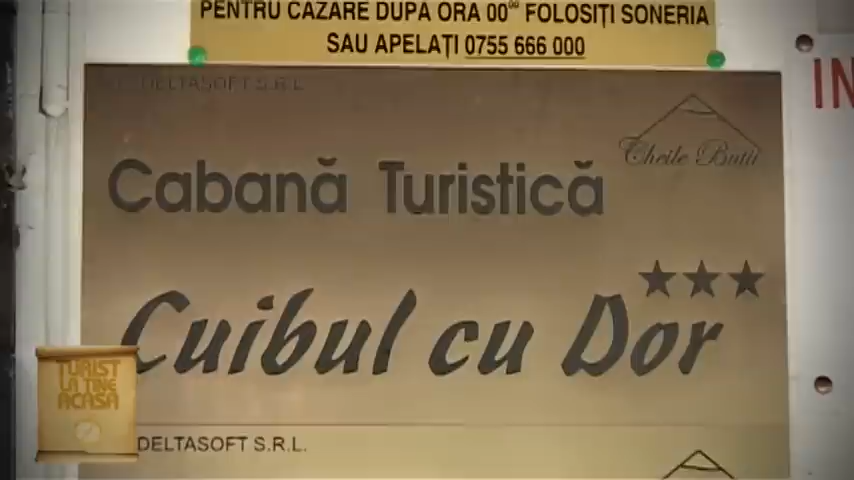 PENTRU CAZARE DUPA ORA 00⁰⁰ FOLOSIȚI SONERIA
SAU APELAȚI 0755 666 000
DELTASOFT S.R.L.
IN
Cheile Butii
Cabană Turistică
★★★
Cuibul cu Dor
TURIST
LA TINE
ACASA
DELTASOFT S.R.L.